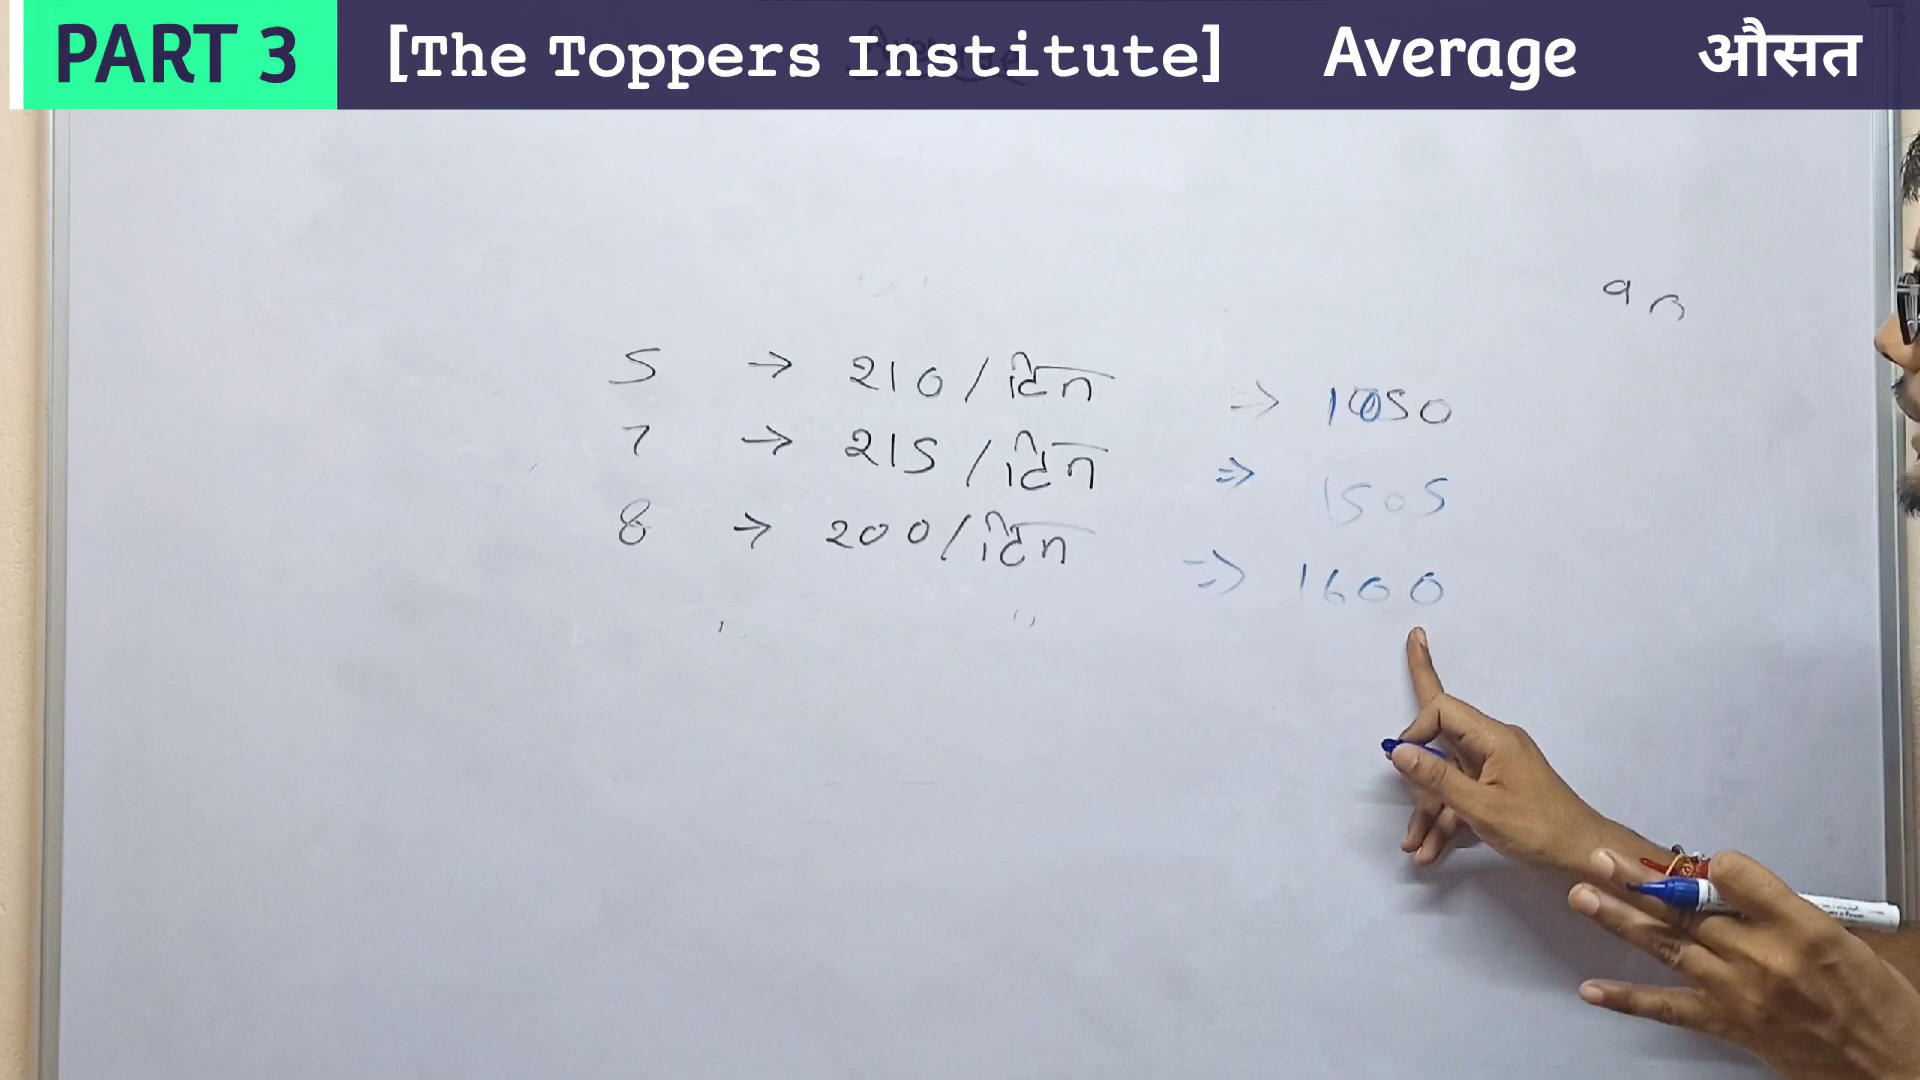 PART 3 [The Toppers Institute] Average औसत
5 → 210/दिन ⇒ 1050
7 → 215/दिन ⇒ 1505
8 → 200/दिन ⇒ 1600